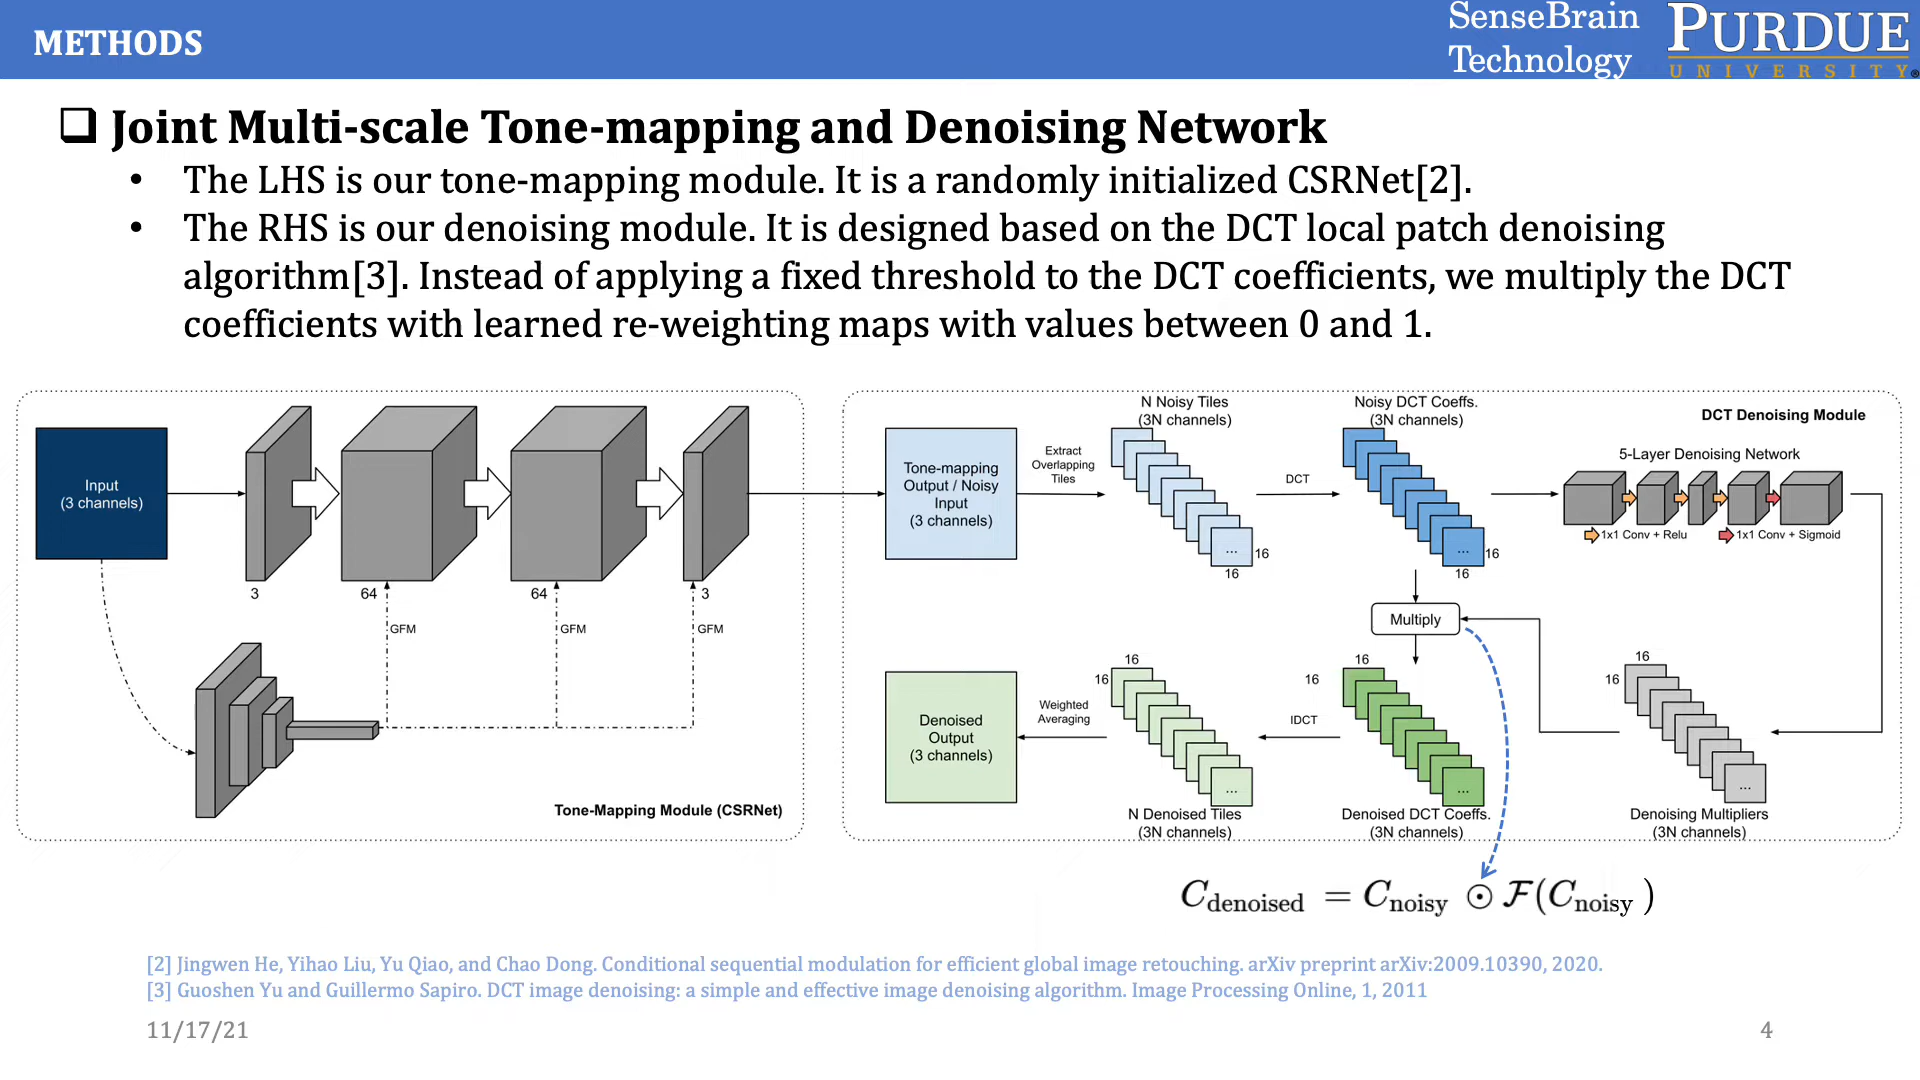 METHODS
SenseBrain
Technology
PURDUE
UNIVERSITY®
❑ Joint Multi-scale Tone-mapping and Denoising Network
• The LHS is our tone-mapping module. It is a randomly initialized CSRNet[2].
• The RHS is our denoising module. It is designed based on the DCT local patch denoising
algorithm[3]. Instead of applying a fixed threshold to the DCT coefficients, we multiply the DCT
coefficients with learned re-weighting maps with values between 0 and 1.
Input
(3 channels)
3
64
64
3
GFM
GFM
GFM
Tone-Mapping Module (CSRNet)
Tone-mapping
Output / Noisy
Input
(3 channels)
Extract
Overlapping
Tiles
N Noisy Tiles
(3N channels)
...
16
16
DCT
Noisy DCT Coeffs.
(3N channels)
...
16
16
DCT Denoising Module
5-Layer Denoising Network
1x1 Conv + Relu
1x1 Conv + Sigmoid
Multiply
16
16
...
Denoising Multipliers
(3N channels)
16
16
...
Denoised DCT Coeffs.
(3N channels)
IDCT
16
16
...
N Denoised Tiles
(3N channels)
Weighted
Averaging
Denoised
Output
(3 channels)
C_denoised = C_noisy ⊙ ℱ(C_noisy )
[2] Jingwen He, Yihao Liu, Yu Qiao, and Chao Dong. Conditional sequential modulation for efficient global image retouching. arXiv preprint arXiv:2009.10390, 2020.
[3] Guoshen Yu and Guillermo Sapiro. DCT image denoising: a simple and effective image denoising algorithm. Image Processing Online, 1, 2011
11/17/21
4